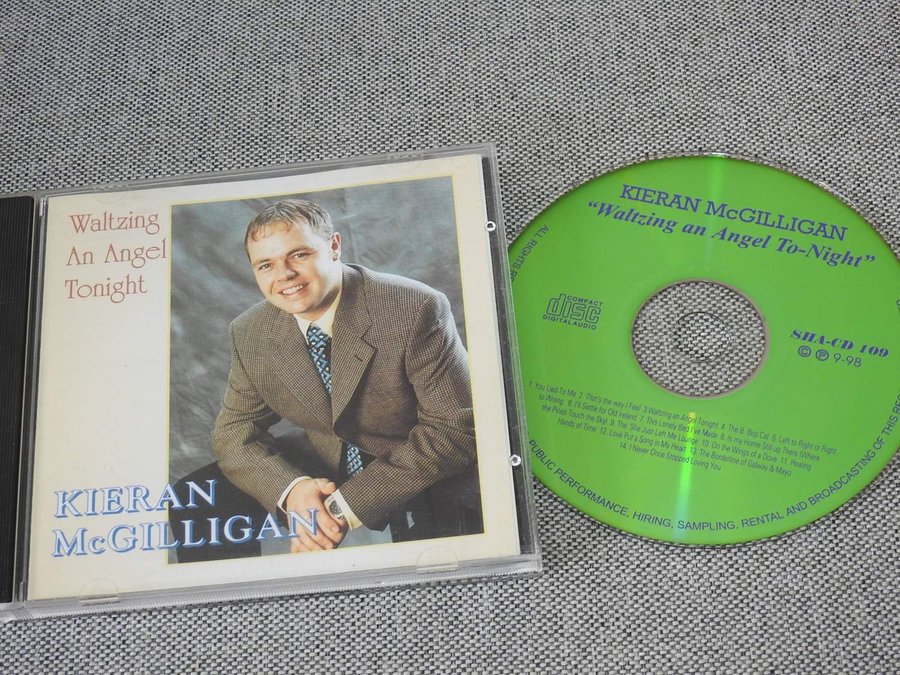 Waltzing
An Angel
Tonight
KIERAN
McGILLIGAN
KIERAN McGILLIGAN
"Waltzing an Angel To-Night"
COMPACT
disc
DIGITAL AUDIO
SHA-CD 109
© ℗ 9-98
1. You Lied To Me 2. That's the way I Feel 3. Waltzing an Angel Tonight 4. The B. Bop Cat 5. Left to Right or Right
to Wrong 6. I'll Settle for Old Ireland 7. This Lonely Bed I've Made 8. Is my Home Still up There (Where
the Pines Touch the Sky) 9. The 'She Just Left Me Lounge' 10. On the Wings of a Dove 11. Healing
Hands of Time 12. Love Put a Song in My Heart 13. The Borderline of Galway & Mayo
14. I Never Once Stopped Loving You
ALL RIGHTS
PUBLIC PERFORMANCE, HIRING, SAMPLING, RENTAL AND BROADCASTING OF THIS